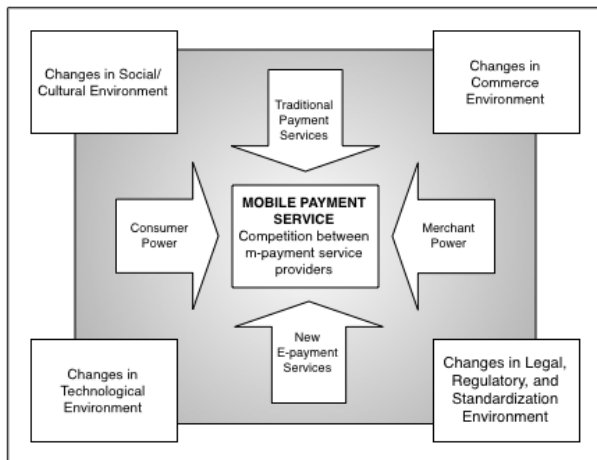 Changes in Social/
Cultural Environment
Changes in
Commerce
Environment
Traditional
Payment
Services
Consumer
Power
MOBILE PAYMENT
SERVICE
Competition between
m-payment service
providers
Merchant
Power
New
E-payment
Services
Changes in
Technological
Environment
Changes in Legal,
Regulatory, and
Standardization
Environment